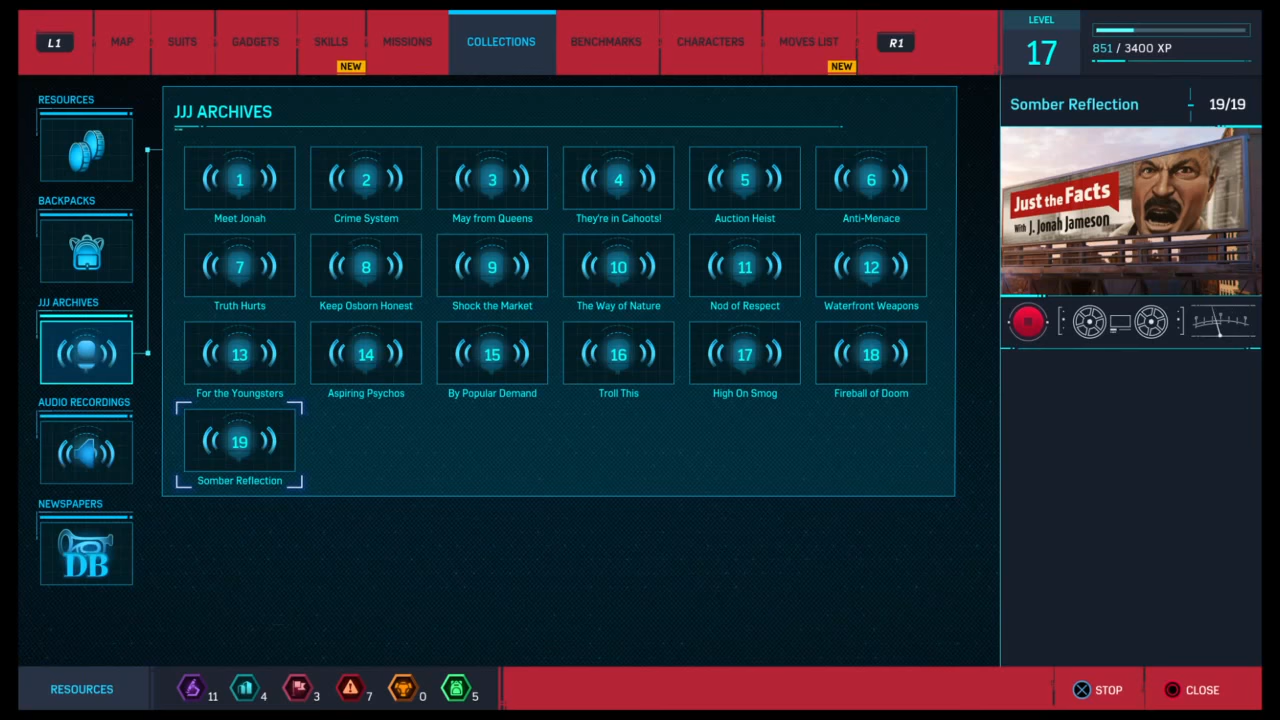 L1
MAP
SUITS
GADGETS
SKILLS
NEW
MISSIONS
COLLECTIONS
BENCHMARKS
CHARACTERS
MOVES LIST
NEW
R1
LEVEL
17
851 / 3400 XP
RESOURCES
BACKPACKS
JJJ ARCHIVES
AUDIO RECORDINGS
NEWSPAPERS
DB
JJJ ARCHIVES
1
Meet Jonah
2
Crime System
3
May from Queens
4
They're in Cahoots!
5
Auction Heist
6
Anti-Menace
7
Truth Hurts
8
Keep Osborn Honest
9
Shock the Market
10
The Way of Nature
11
Nod of Respect
12
Waterfront Weapons
13
For the Youngsters
14
Aspiring Psychos
15
By Popular Demand
16
Troll This
17
High On Smog
18
Fireball of Doom
19
Somber Reflection
Somber Reflection
19/19
Just the Facts
With J. Jonah Jameson
RESOURCES
11
4
3
7
0
5
STOP
CLOSE